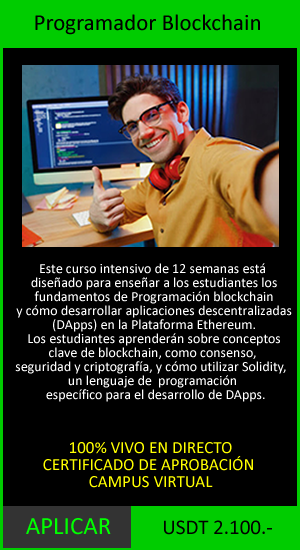 Programador Blockchain
Este curso intensivo de 12 semanas está
diseñado para enseñar a los estudiantes los
fundamentos de Programación blockchain
y cómo desarrollar aplicaciones descentralizadas
(DApps) en la Plataforma Ethereum.
Los estudiantes aprenderán sobre conceptos
clave de blockchain, como consenso,
seguridad y criptografía, y cómo utilizar Solidity,
un lenguaje de programación
específico para el desarrollo de DApps.
100% VIVO EN DIRECTO
CERTIFICADO DE APROBACIÓN
CAMPUS VIRTUAL
APLICAR
USDT 2.100.-